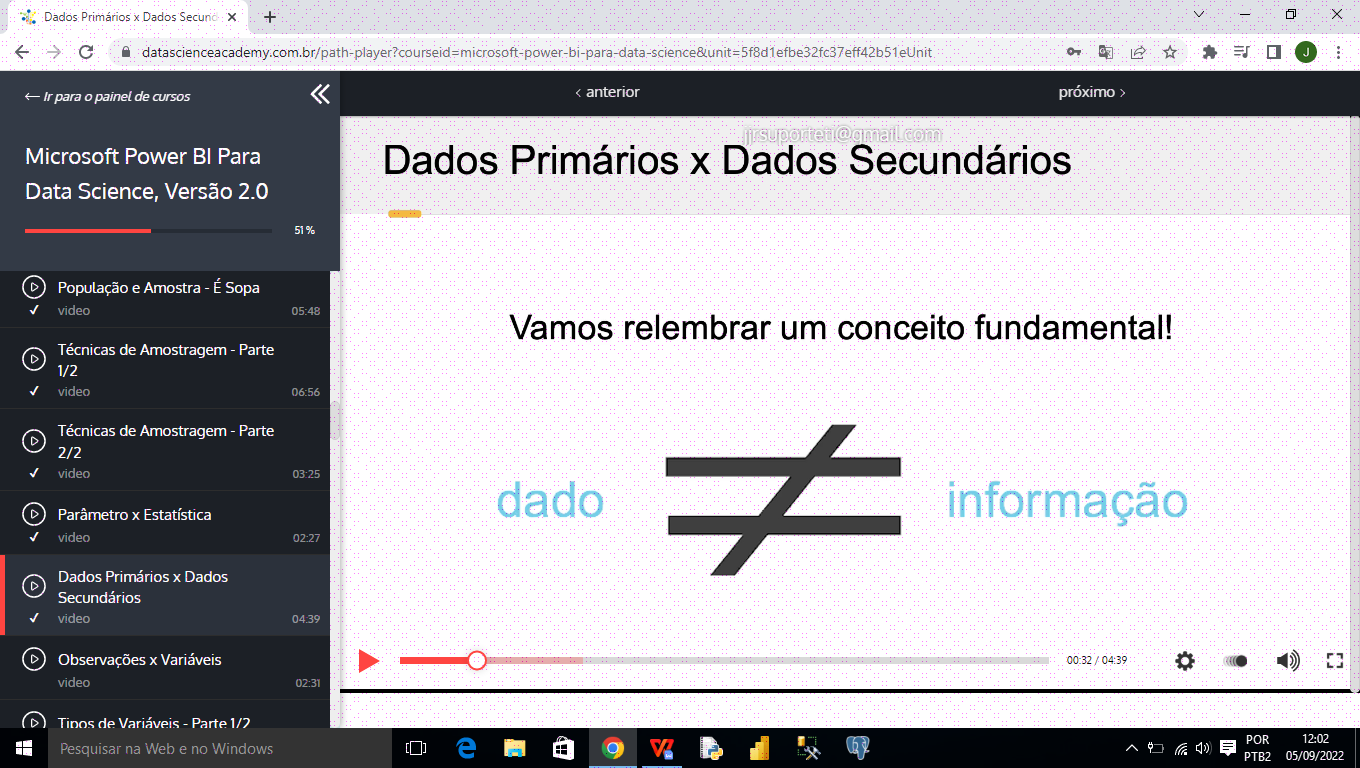 Dados Primários x Dados Secund
datascienceacademy.com.br/path-player?courseid=microsoft-power-bi-para-data-science&unit=5f8d1efbe32fc37eff42b51eUnit
J
← Ir para o painel de cursos
Microsoft Power BI Para
Data Science, Versão 2.0
51%
População e Amostra - É Sopa
video 05:48
Técnicas de Amostragem - Parte
1/2
video 06:56
Técnicas de Amostragem - Parte
2/2
video 03:25
Parâmetro x Estatística
video 02:27
Dados Primários x Dados
Secundários
video 04:39
Observações x Variáveis
video 02:31
Tipos de Variáveis - Parte 1/2
‹ anterior
próximo ›
jjrsuporteti@gmail.com
Dados Primários x Dados Secundários
Vamos relembrar um conceito fundamental!
dado ≠ informação
00:32 / 04:39
Pesquisar na Web e no Windows
POR
PTB2
12:02
05/09/2022